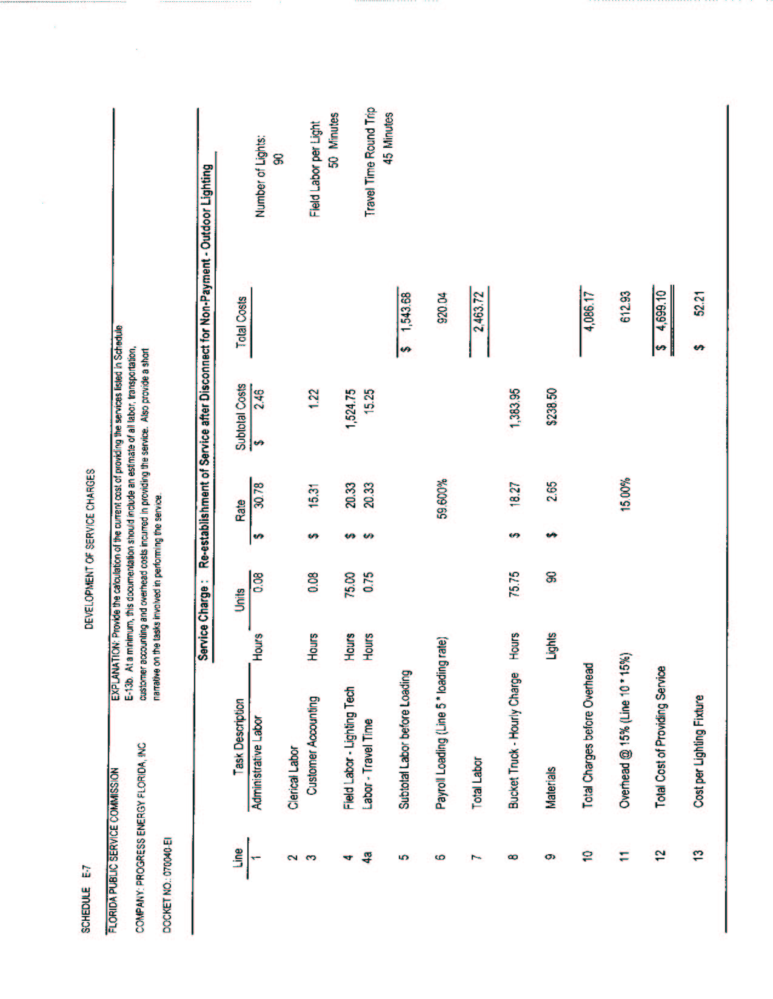 SCHEDULE E-7 DEVELOPMENT OF SERVICE CHARGES
FLORIDA PUBLIC SERVICE COMMISSION EXPLANATION: Provide the calculation of the current cost of providing the services listed in Schedule
E-13b. At a minimum, this documentation should include an estimate of all labor, transportation,
COMPANY: PROGRESS ENERGY FLORIDA, INC customer accounting and overhead costs incurred in providing the service. Also provide a short
narrative on the tasks involved in performing the service.
DOCKET NO.: 070040-EI
Service Charge : Re-establishment of Service after Disconnect for Non-Payment - Outdoor Lighting
Line Task Description Units Rate Subtotal Costs Total Costs
1 Administrative Labor Hours 0.08 $ 30.78 $ 2.46 Number of Lights:
90
2 Clerical Labor
3 Customer Accounting Hours 0.08 $ 15.31 1.22 Field Labor per Light
50 Minutes
4 Field Labor - Lighting Tech Hours 75.00 $ 20.33 1,524.75
4a Labor - Travel Time Hours 0.75 $ 20.33 15.25 Travel Time Round Trip
45 Minutes
5 Subtotal Labor before Loading $ 1,543.68
6 Payroll Loading (Line 5 * loading rate) 59.600% 920.04
7 Total Labor 2,463.72
8 Bucket Truck - Hourly Charge Hours 75.75 $ 18.27 1,383.95
9 Materials Lights 90 $ 2.65 $238.50
10 Total Charges before Overhead 4,086.17
11 Overhead @ 15% (Line 10 * 15%) 15.00% 612.93
12 Total Cost of Providing Service $ 4,699.10
13 Cost per Lighting Fixture $ 52.21